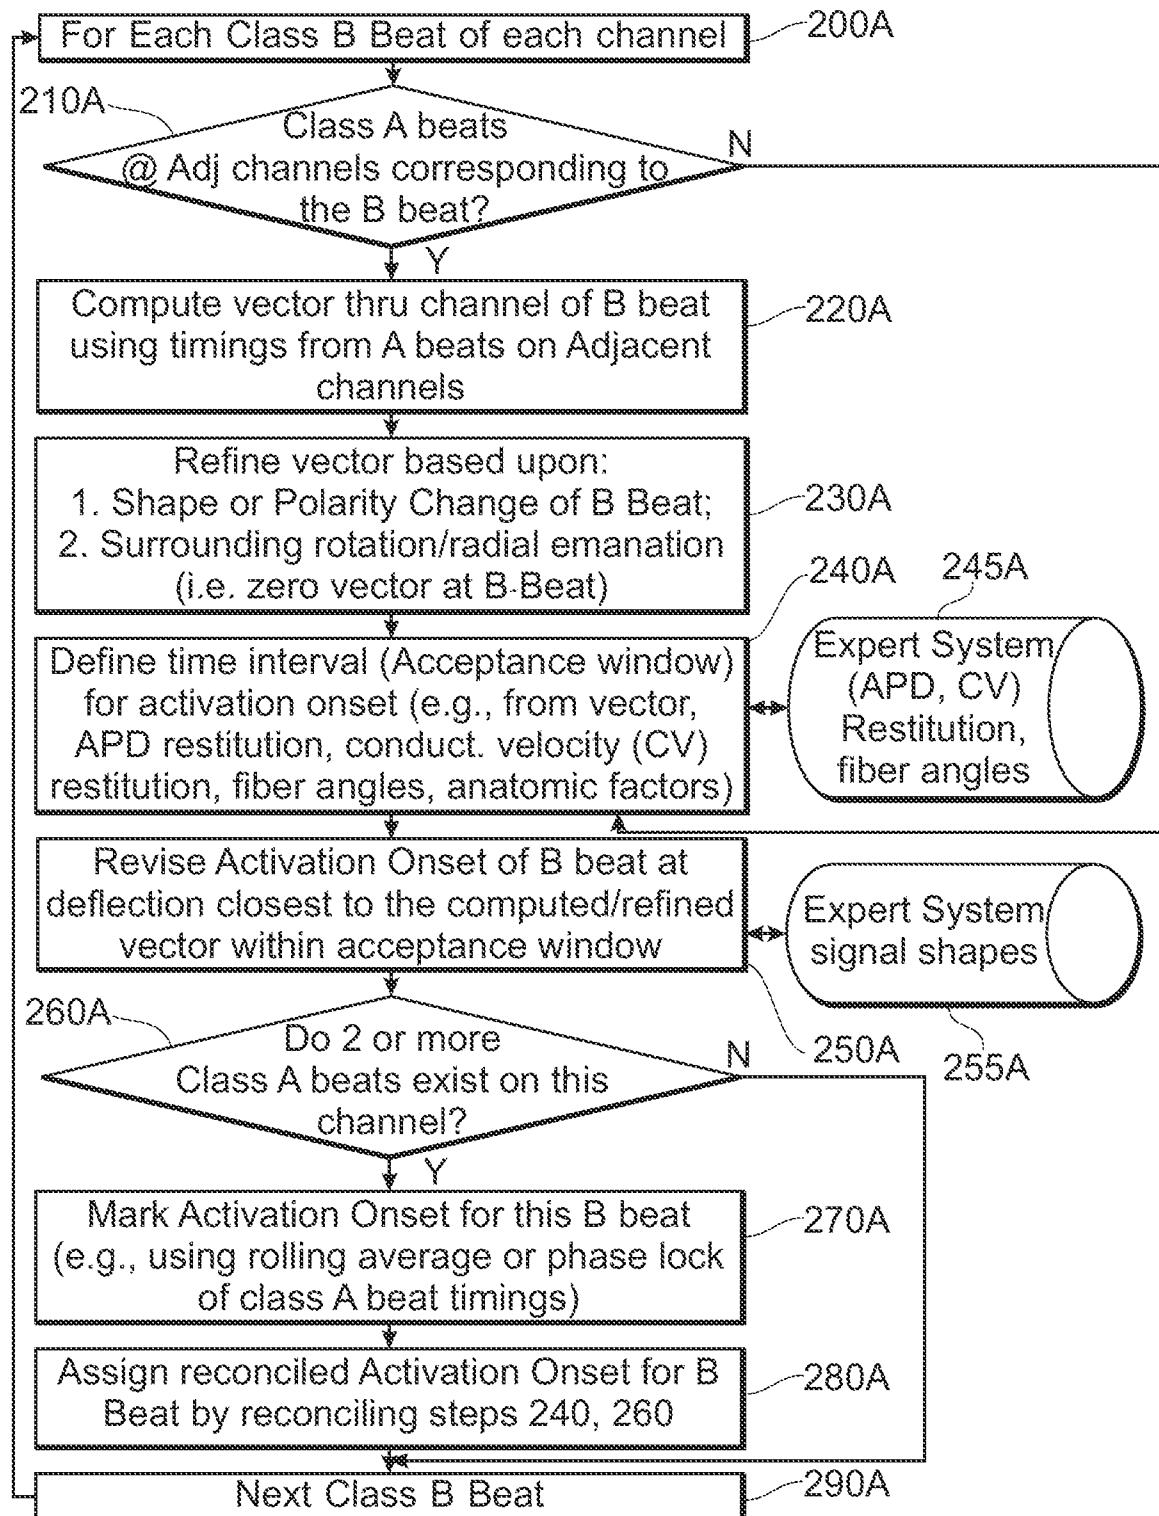 For Each Class B Beat of each channel
200A
210A
Class A beats
@ Adj channels corresponding to
the B beat?
N
Y
Compute vector thru channel of B beat
using timings from A beats on Adjacent
channels
220A
Refine vector based upon:
1. Shape or Polarity Change of B Beat;
2. Surrounding rotation/radial emanation
(i.e. zero vector at B-Beat)
230A
240A
245A
Define time interval (Acceptance window)
for activation onset (e.g., from vector,
APD restitution, conduct. velocity (CV)
restitution, fiber angles, anatomic factors)
Expert System
(APD, CV)
Restitution,
fiber angles
Revise Activation Onset of B beat at
deflection closest to the computed/refined
vector within acceptance window
Expert System
signal shapes
250A
255A
260A
Do 2 or more
Class A beats exist on this
channel?
N
Y
Mark Activation Onset for this B beat
(e.g., using rolling average or phase lock
of class A beat timings)
270A
Assign reconciled Activation Onset for B
Beat by reconciling steps 240, 260
280A
Next Class B Beat
290A